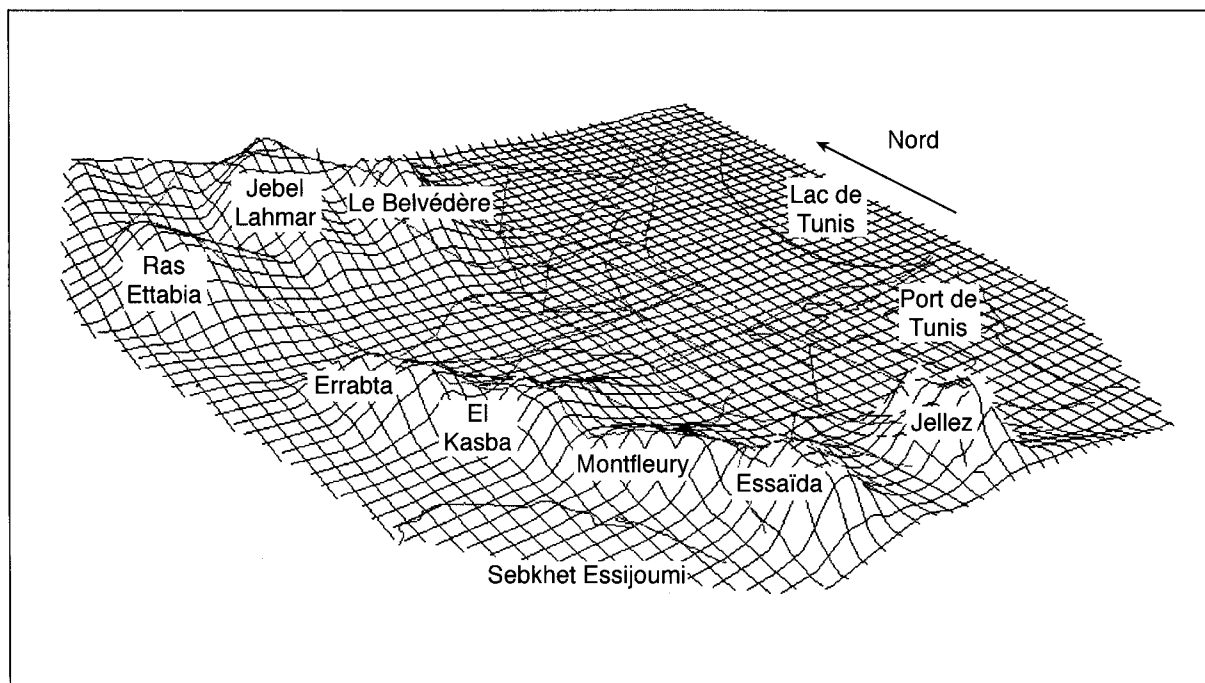 Nord
Jebel
Lahmar
Le Belvédère
Lac de
Tunis
Ras
Ettabia
Port de
Tunis
Errabta
El
Kasba
Jellez
Montfleury
Essaïda
Sebkhet Essijoumi